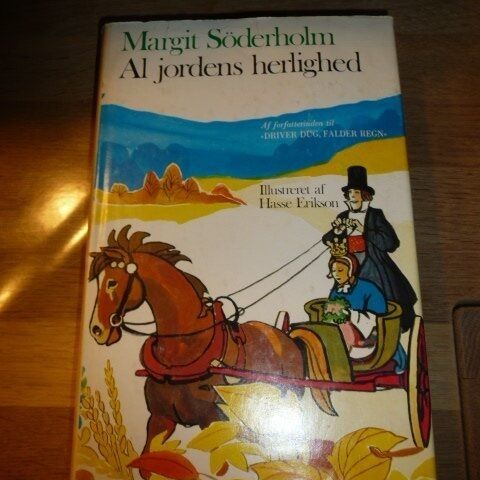 Margit Söderholm
Al jordens herlighed
Af forfatterinden til
»DRIVER DUG, FALDER REGN«
Illustreret af
Hasse Erikson